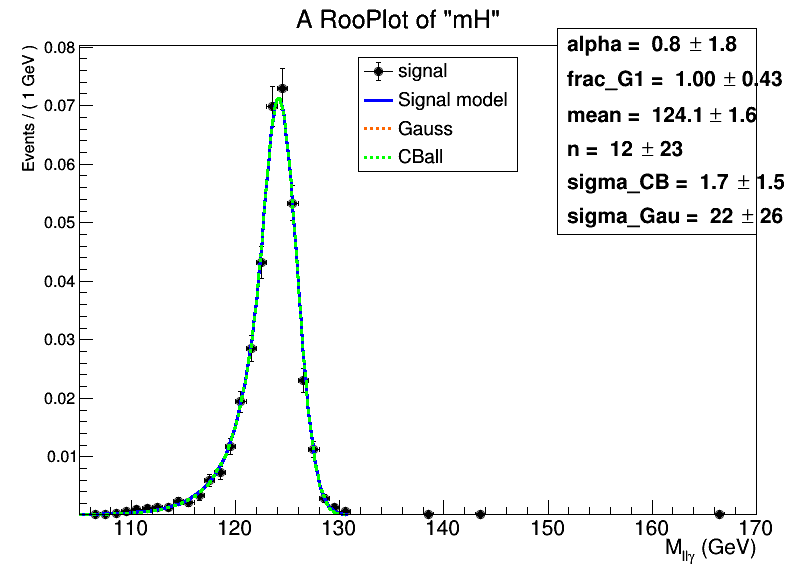 A RooPlot of "mH"
Events / ( 1 GeV )
0.08
0.07
0.06
0.05
0.04
0.03
0.02
0.01
signal
Signal model
Gauss
CBall
alpha = 0.8 ± 1.8
frac_G1 = 1.00 ± 0.43
mean = 124.1 ± 1.6
n = 12 ± 23
sigma_CB = 1.7 ± 1.5
sigma_Gau = 22 ± 26
110 120 130 140 150 160 170
M_llγ (GeV)